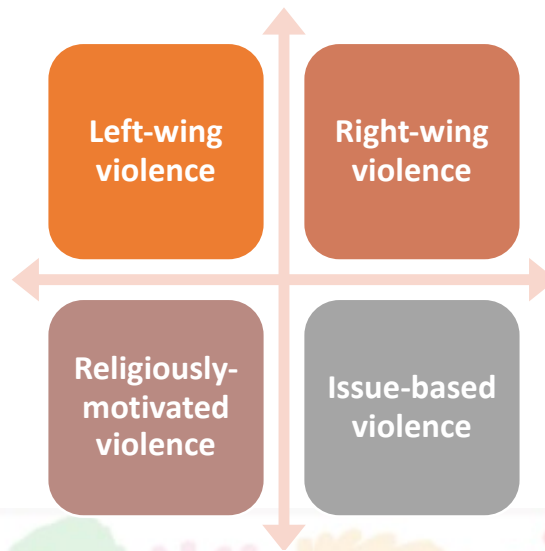 Left-wing
violence
Right-wing
violence
Religiously-
motivated
violence
Issue-based
violence